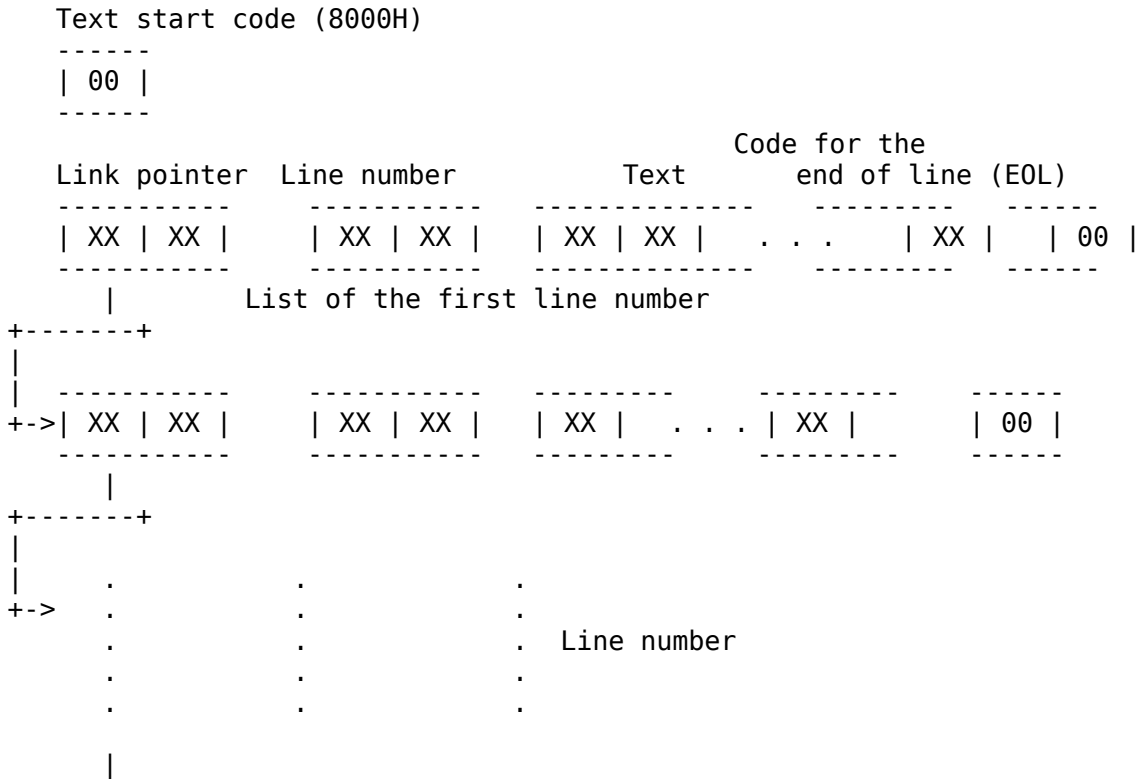 Text start code (8000H)
------
| 00 |
------
Code for the
Link pointer  Line number          Text       end of line (EOL)
-----------     -----------   --------------    ---------   ------
| XX | XX |     | XX | XX |   | XX | XX |   . . .    | XX |   | 00 |
-----------     -----------   --------------    ---------   ------
|        List of the first line number
+-------+
|
|  -----------     -----------   ---------       ---------    ------
+->| XX | XX |     | XX | XX |   | XX |   . . . | XX |       | 00 |
-----------     -----------   ---------       ---------    ------
|
+-------+
|
|     .           .             .
+->   .           .             .
.           .             .  Line number
.           .             .
.           .             .
|